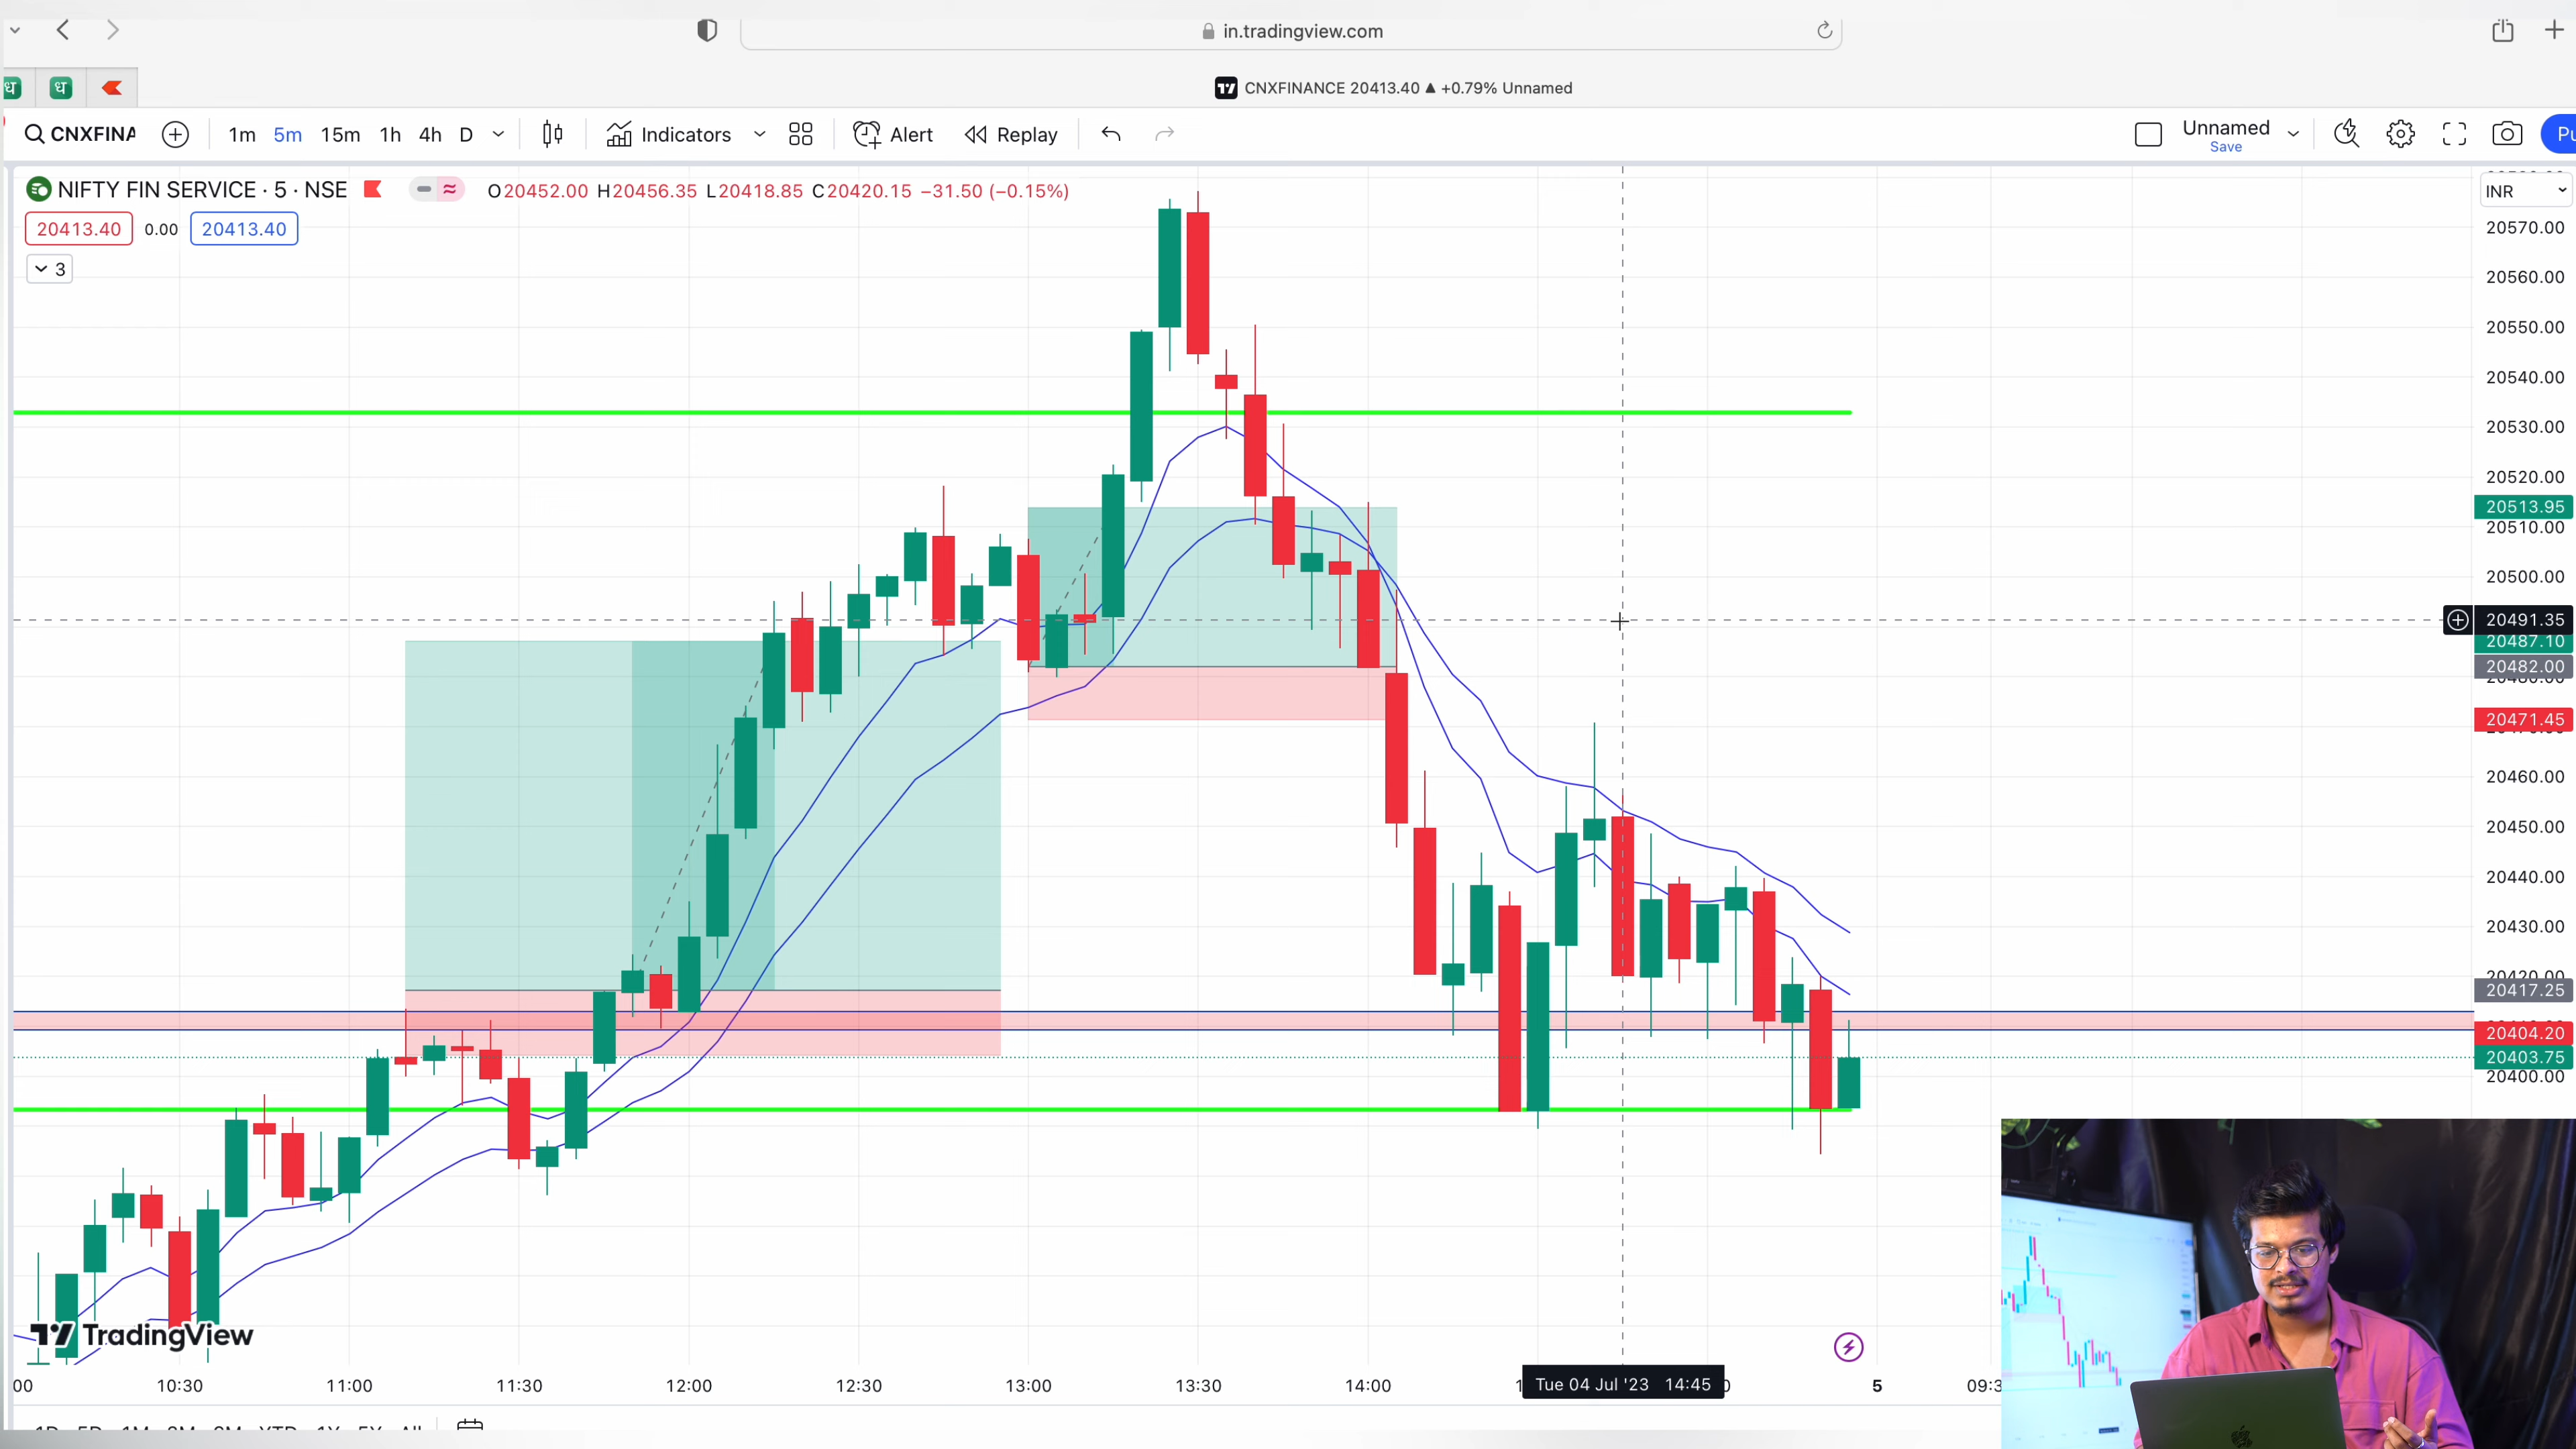 in.tradingview.com
ध
ध
CNXFINANCE 20413.40 ▲ +0.79% Unnamed
CNXFINA
1m 5m 15m 1h 4h D
Indicators
Alert
Replay
Unnamed
Save
Pu
NIFTY FIN SERVICE · 5 · NSE
O20452.00 H20456.35 L20418.85 C20420.15 −31.50 (−0.15%)
INR
20413.40 0.00 20413.40
3
20570.00
20560.00
20550.00
20540.00
20530.00
20520.00
20513.95
20510.00
20500.00
20491.35
20487.10
20482.00
20471.45
20460.00
20450.00
20440.00
20430.00
20420.00
20417.25
20404.20
20403.75
20400.00
TradingView
00 10:30 11:00 11:30 12:00 12:30 13:00 13:30 14:00 Tue 04 Jul '23 14:45 5 09:3